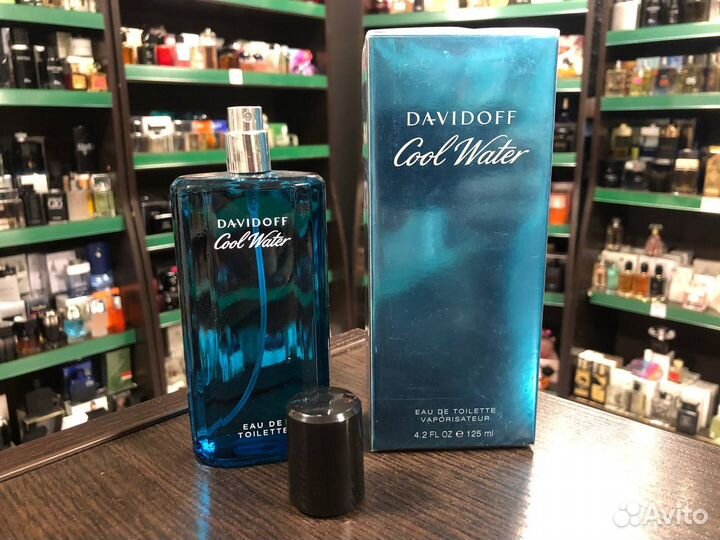 DAVIDOFF
Cool Water
EAU DE
TOILETTE
DAVIDOFF
Cool Water
EAU DE TOILETTE
VAPORISATEUR
4.2 FL OZ e 125 ml
Avito